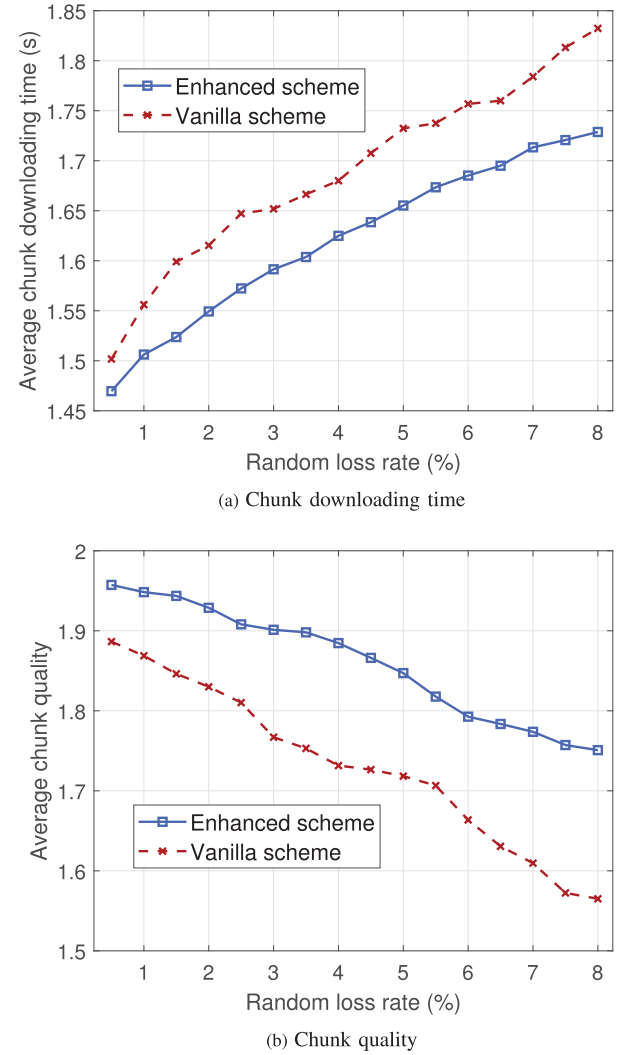 1.85
1.8
1.75
1.7
1.65
1.6
1.55
1.5
1.45
Average chunk downloading time (s)
Enhanced scheme
Vanilla scheme
1 2 3 4 5 6 7 8
Random loss rate (%)
(a) Chunk downloading time
2
1.9
1.8
1.7
1.6
1.5
Average chunk quality
Enhanced scheme
Vanilla scheme
1 2 3 4 5 6 7 8
Random loss rate (%)
(b) Chunk quality